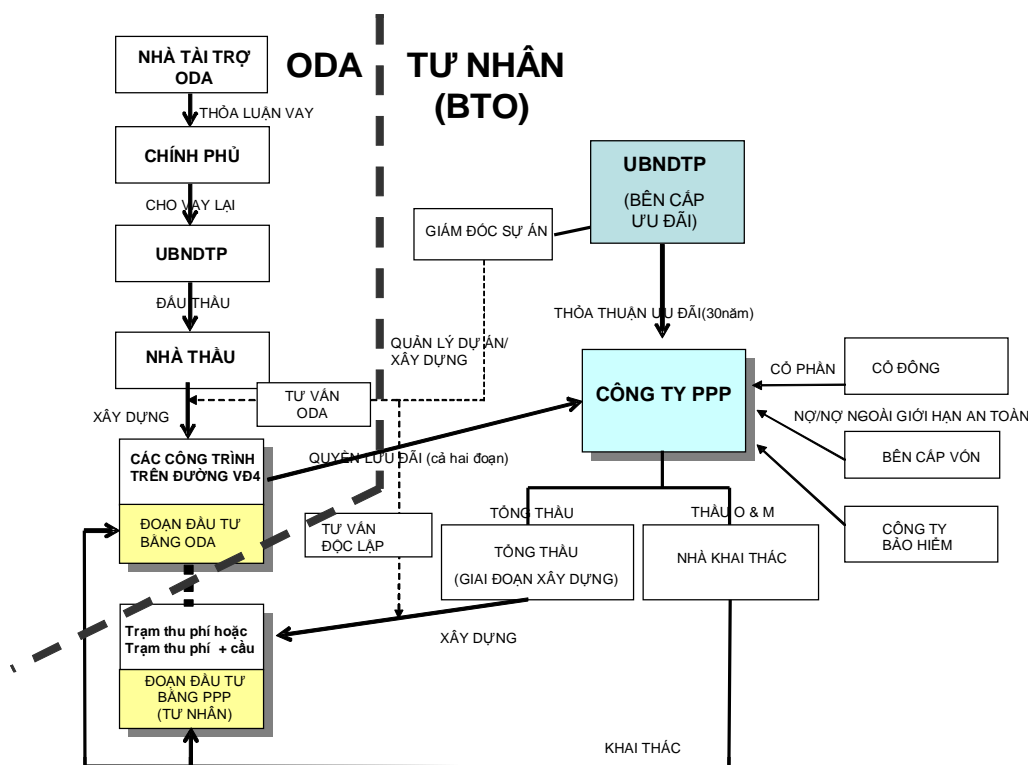 NHÀ TÀI TRỢ
ODA
ODA
TƯ NHÂN
(BTO)
THỎA LUẬN VAY
CHÍNH PHỦ
CHO VAY LẠI
UBNDTP
ĐẤU THẦU
NHÀ THẦU
XÂY DỰNG
TƯ VẤN
ODA
CÁC CÔNG TRÌNH
TRÊN ĐƯỜNG VĐ4
ĐOẠN ĐẦU TƯ
BẰNG ODA
Trạm thu phí hoặc
Trạm thu phí + cầu
ĐOẠN ĐẦU TƯ
BẰNG PPP
(TƯ NHÂN)
UBNDTP
(BÊN CẤP
ƯU ĐÃI)
GIÁM ĐỐC SỰ ÁN
THỎA THUẬN ƯU ĐÃI(30năm)
QUẢN LÝ DỰ ÁN/
XÂY DỰNG
CÔNG TY PPP
CỔ PHẦN
CỔ ĐÔNG
NỢ/NỢ NGOÀI GIỚI HẠN AN TOÀN
BÊN CẤP VỐN
CÔNG TY
BẢO HIỂM
QUYỀN LƯU ĐÃI (cả hai đoạn)
TƯ VẤN
ĐỘC LẬP
TỔNG THẦU
TỔNG THẦU
(GIAI ĐOẠN XÂY DỰNG)
THẦU O & M
NHÀ KHAI THÁC
XÂY DỰNG
KHAI THÁC